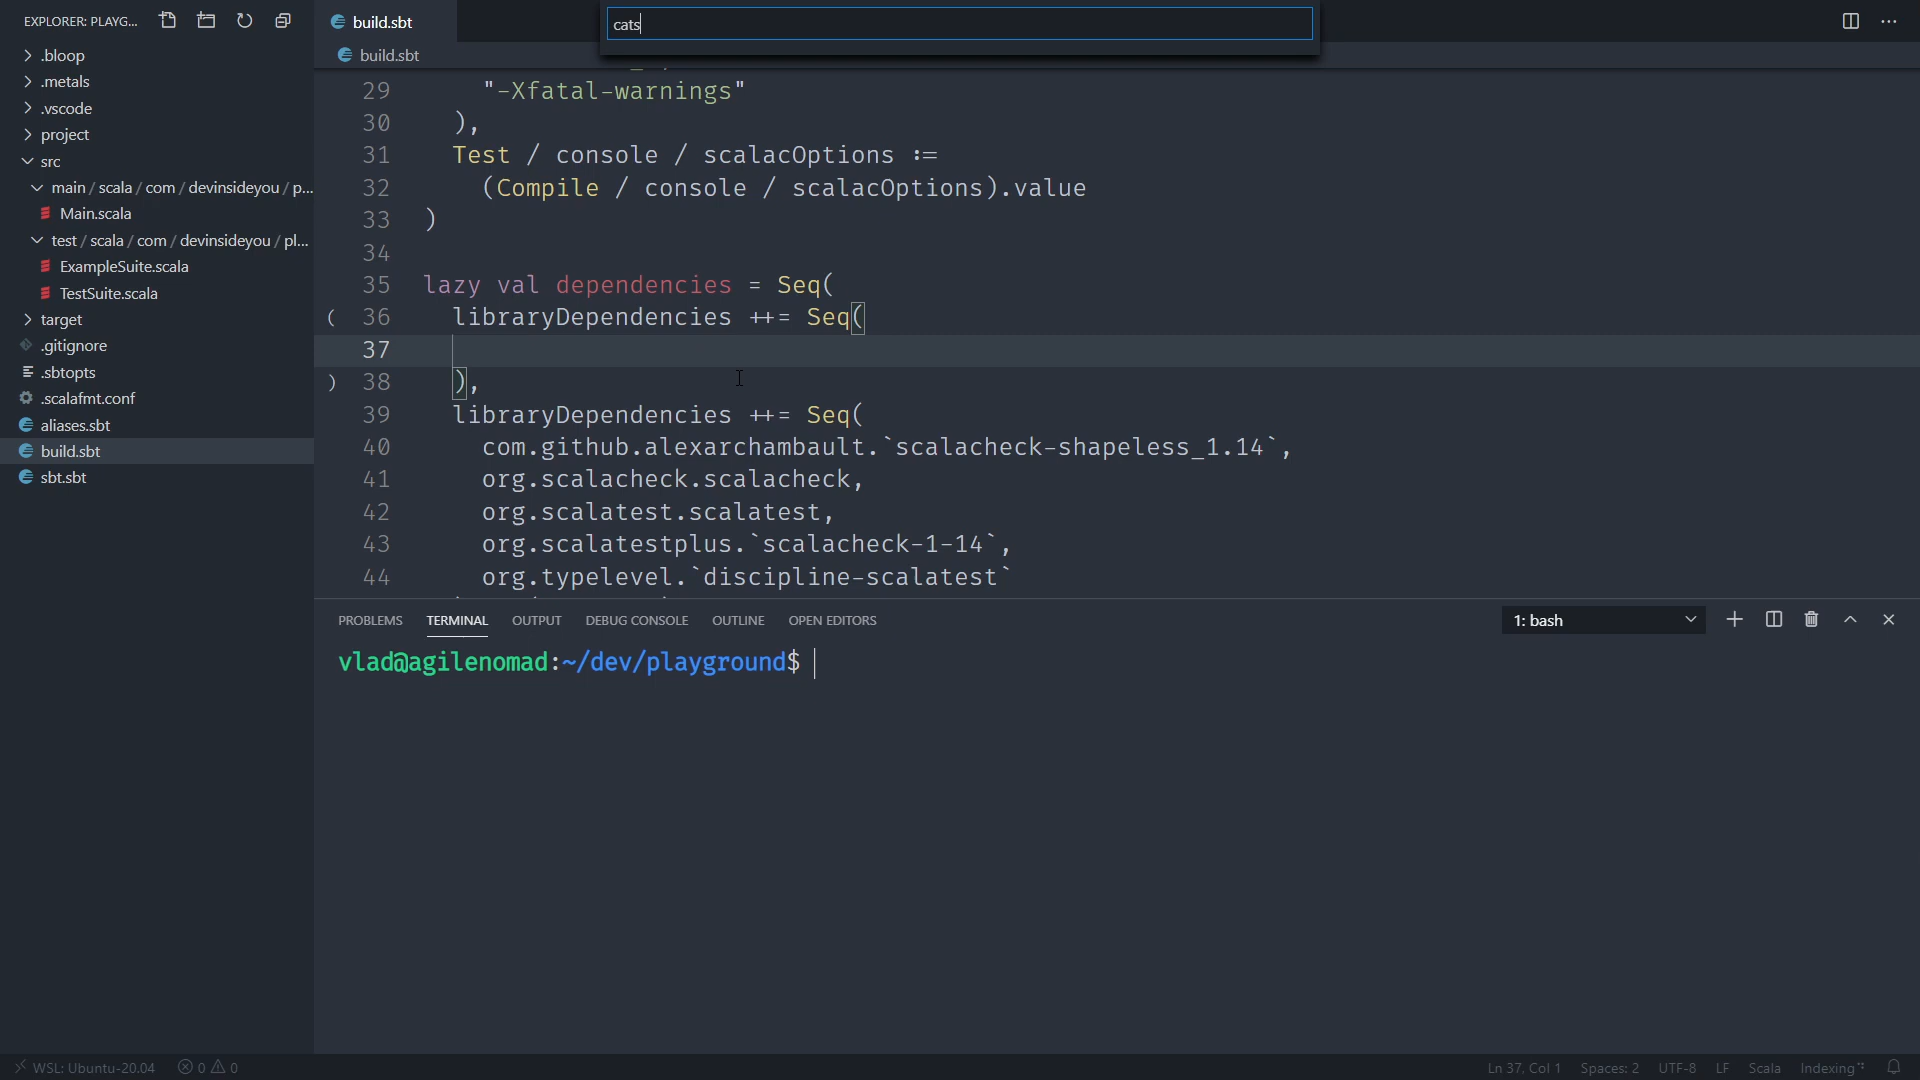 EXPLORER: PLAYG...
.bloop
.metals
.vscode
project
src
main / scala / com / devinsideyou / p...
Main.scala
test / scala / com / devinsideyou / pl...
ExampleSuite.scala
TestSuite.scala
target
.gitignore
.sbtopts
.scalafmt.conf
aliases.sbt
build.sbt
sbt.sbt
build.sbt
cats
build.sbt
29 "-Xfatal-warnings"
30 ),
31 Test / console / scalacOptions :=
32 (Compile / console / scalacOptions).value
33 )
34
35 lazy val dependencies = Seq(
( 36 libraryDependencies ++= Seq(
37
) 38 ),
39 libraryDependencies ++= Seq(
40 com.github.alexarchambault.`scalacheck-shapeless_1.14`,
41 org.scalacheck.scalacheck,
42 org.scalatest.scalatest,
43 org.scalatestplus.`scalacheck-1-14`,
44 org.typelevel.`discipline-scalatest`
PROBLEMS TERMINAL OUTPUT DEBUG CONSOLE OUTLINE OPEN EDITORS 1: bash
vlad@agilenomad:~/dev/playground$
WSL: Ubuntu-20.04 0 0 Ln 37, Col 1 Spaces: 2 UTF-8 LF Scala Indexing